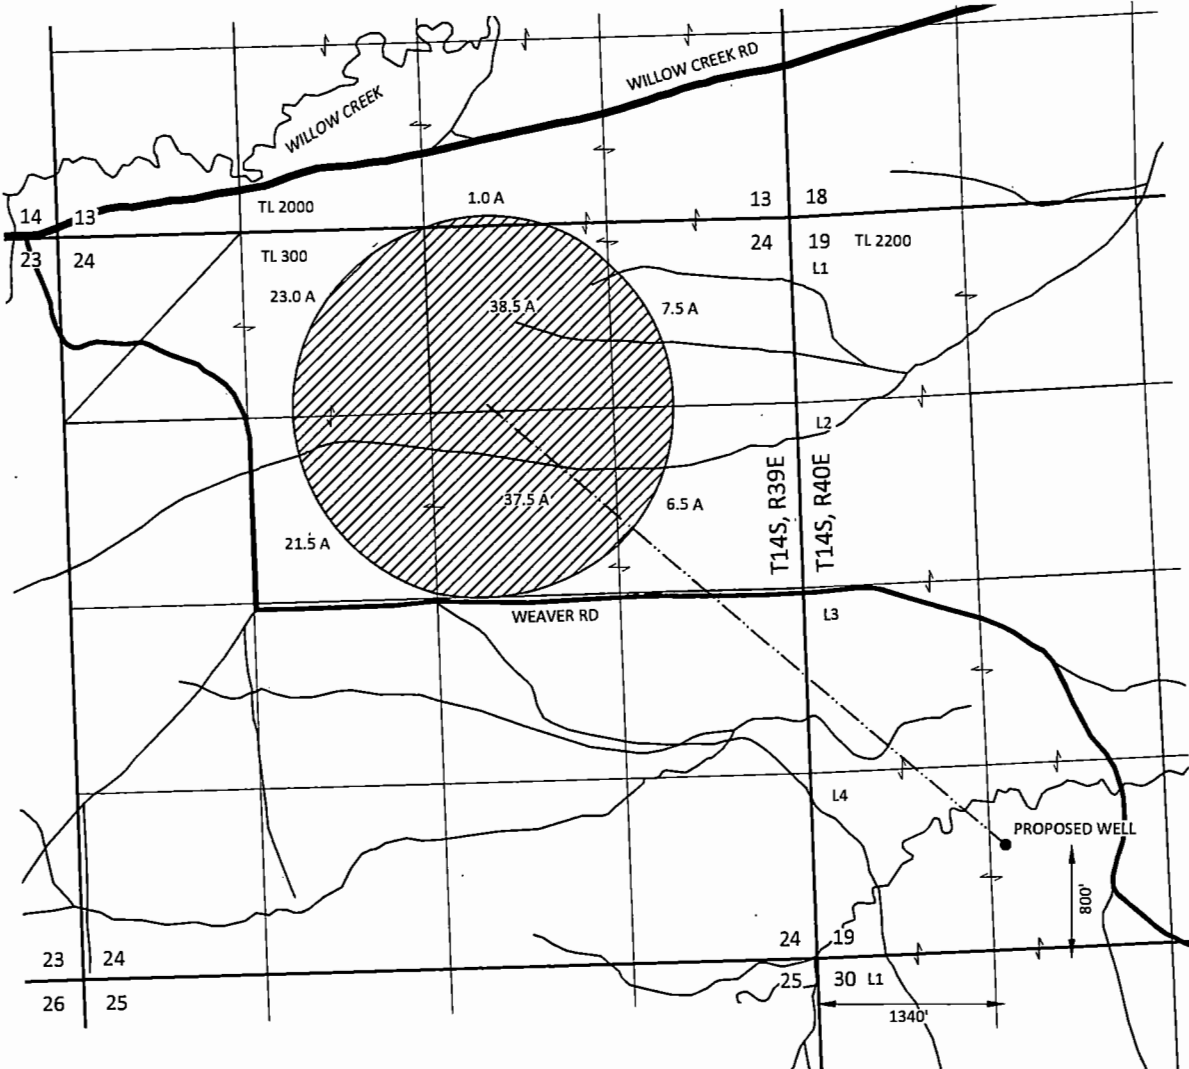 WILLOW CREEK RD
WILLOW CREEK
14 13
TL 2000
1.0 A
13 18
23 24
TL 300
24 19 TL 2200
L1
23.0 A
38.5 A
7.5 A
L2
T14S, R39E
T14S, R40E
37.5 A
6.5 A
21.5 A
WEAVER RD
L3
L4
PROPOSED WELL
800'
23 24
24 19
26 25
25 30 L1
1340'